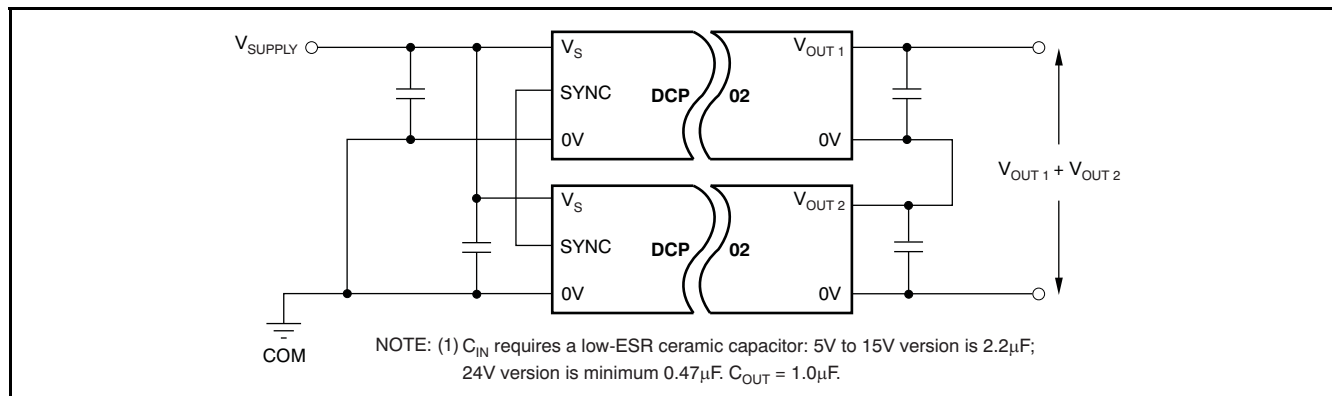 V_SUPPLY
V_S
V_OUT 1
SYNC
DCP 02
0V
0V
V_OUT 1 + V_OUT 2
V_S
V_OUT 2
SYNC
DCP 02
0V
0V
COM
NOTE: (1) C_IN requires a low-ESR ceramic capacitor: 5V to 15V version is 2.2μF;
24V version is minimum 0.47μF. C_OUT = 1.0μF.